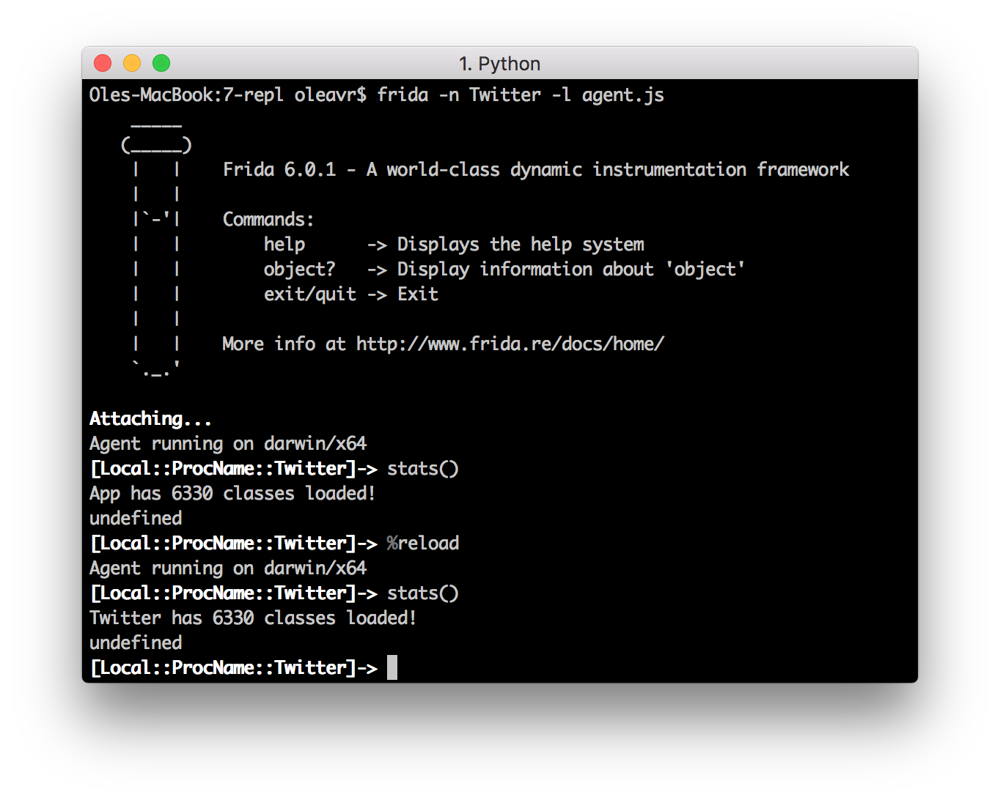 1. Python
Oles-MacBook:7-repl oleavr$ frida -n Twitter -l agent.js
     _____
    (_____)
     |   |    Frida 6.0.1 - A world-class dynamic instrumentation framework
     |   |
     |`-'|    Commands:
     |   |        help      -> Displays the help system
     |   |        object?   -> Display information about 'object'
     |   |        exit/quit -> Exit
     |   |
     |   |    More info at http://www.frida.re/docs/home/
     `._.'
Attaching...
Agent running on darwin/x64
[Local::ProcName::Twitter]-> stats()
App has 6330 classes loaded!
undefined
[Local::ProcName::Twitter]-> %reload
Agent running on darwin/x64
[Local::ProcName::Twitter]-> stats()
Twitter has 6330 classes loaded!
undefined
[Local::ProcName::Twitter]->